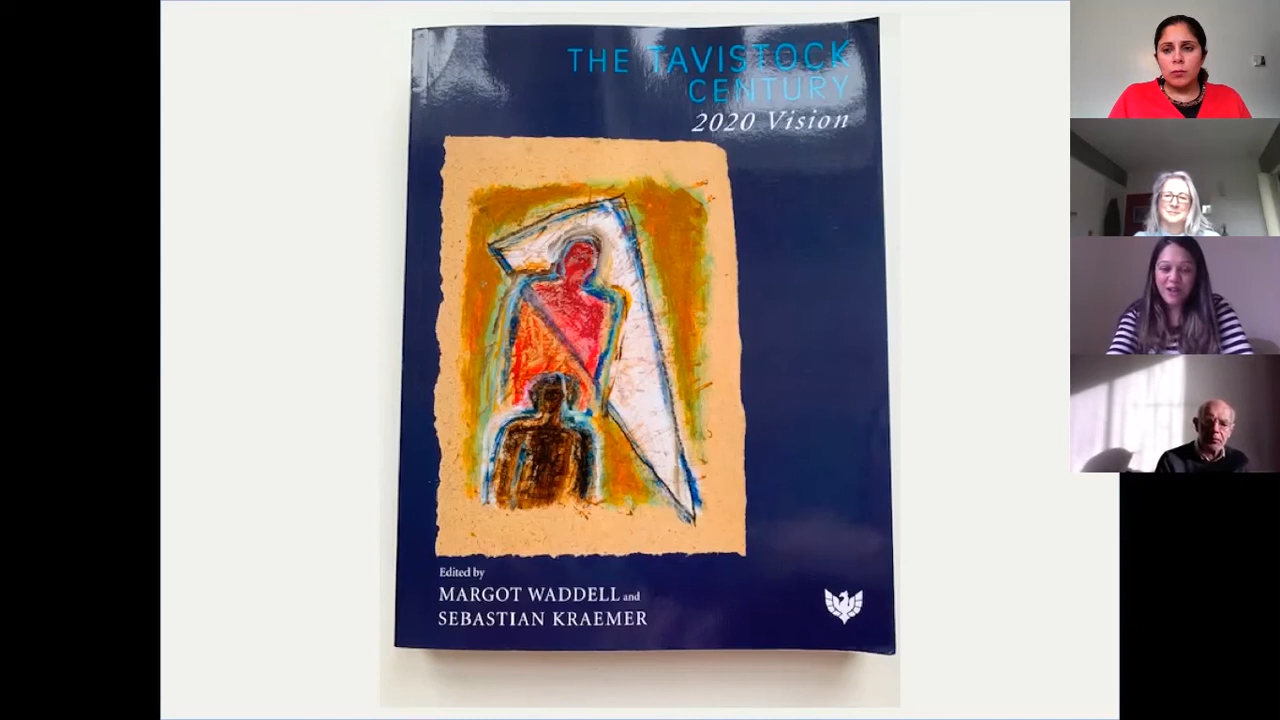 THE TAVISTOCK
CENTURY
2020 Vision
Edited by
MARGOT WADDELL and
SEBASTIAN KRAEMER